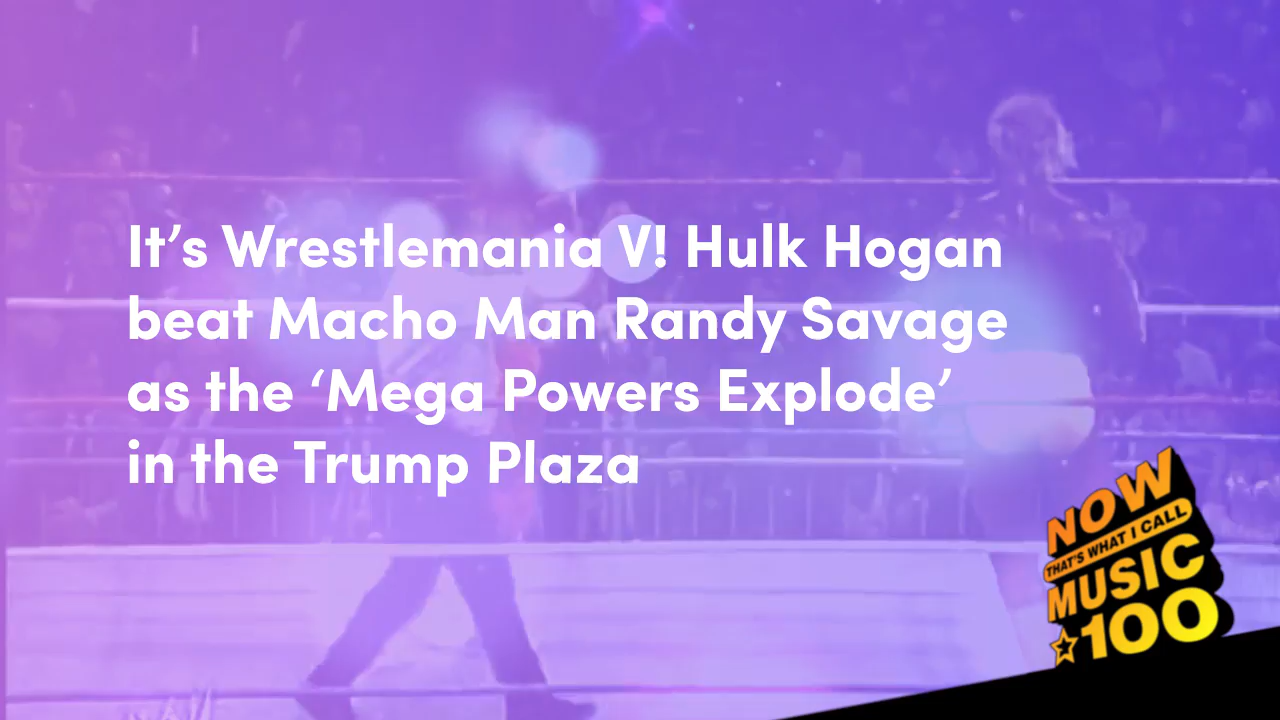 It’s Wrestlemania V! Hulk Hogan
beat Macho Man Randy Savage
as the ‘Mega Powers Explode’
in the Trump Plaza
NOW
THAT'S WHAT I CALL
MUSIC
100